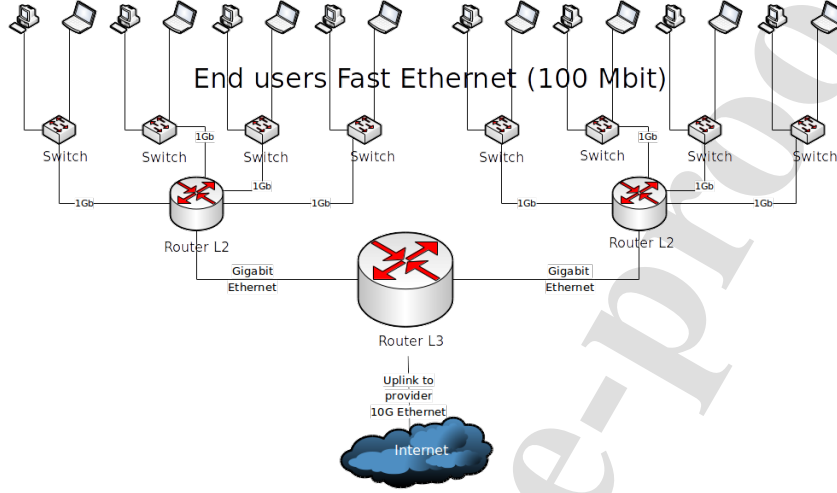 End users Fast Ethernet (100 Mbit)
1Gb
1Gb
Switch
Switch
Switch
Switch
Switch
Switch
Switch
Switch
1Gb
1Gb
1Gb
1Gb
1Gb
1Gb
Router L2
Router L2
Gigabit
Ethernet
Gigabit
Ethernet
Router L3
Uplink to
provider
10G Ethernet
Internet
e-proo